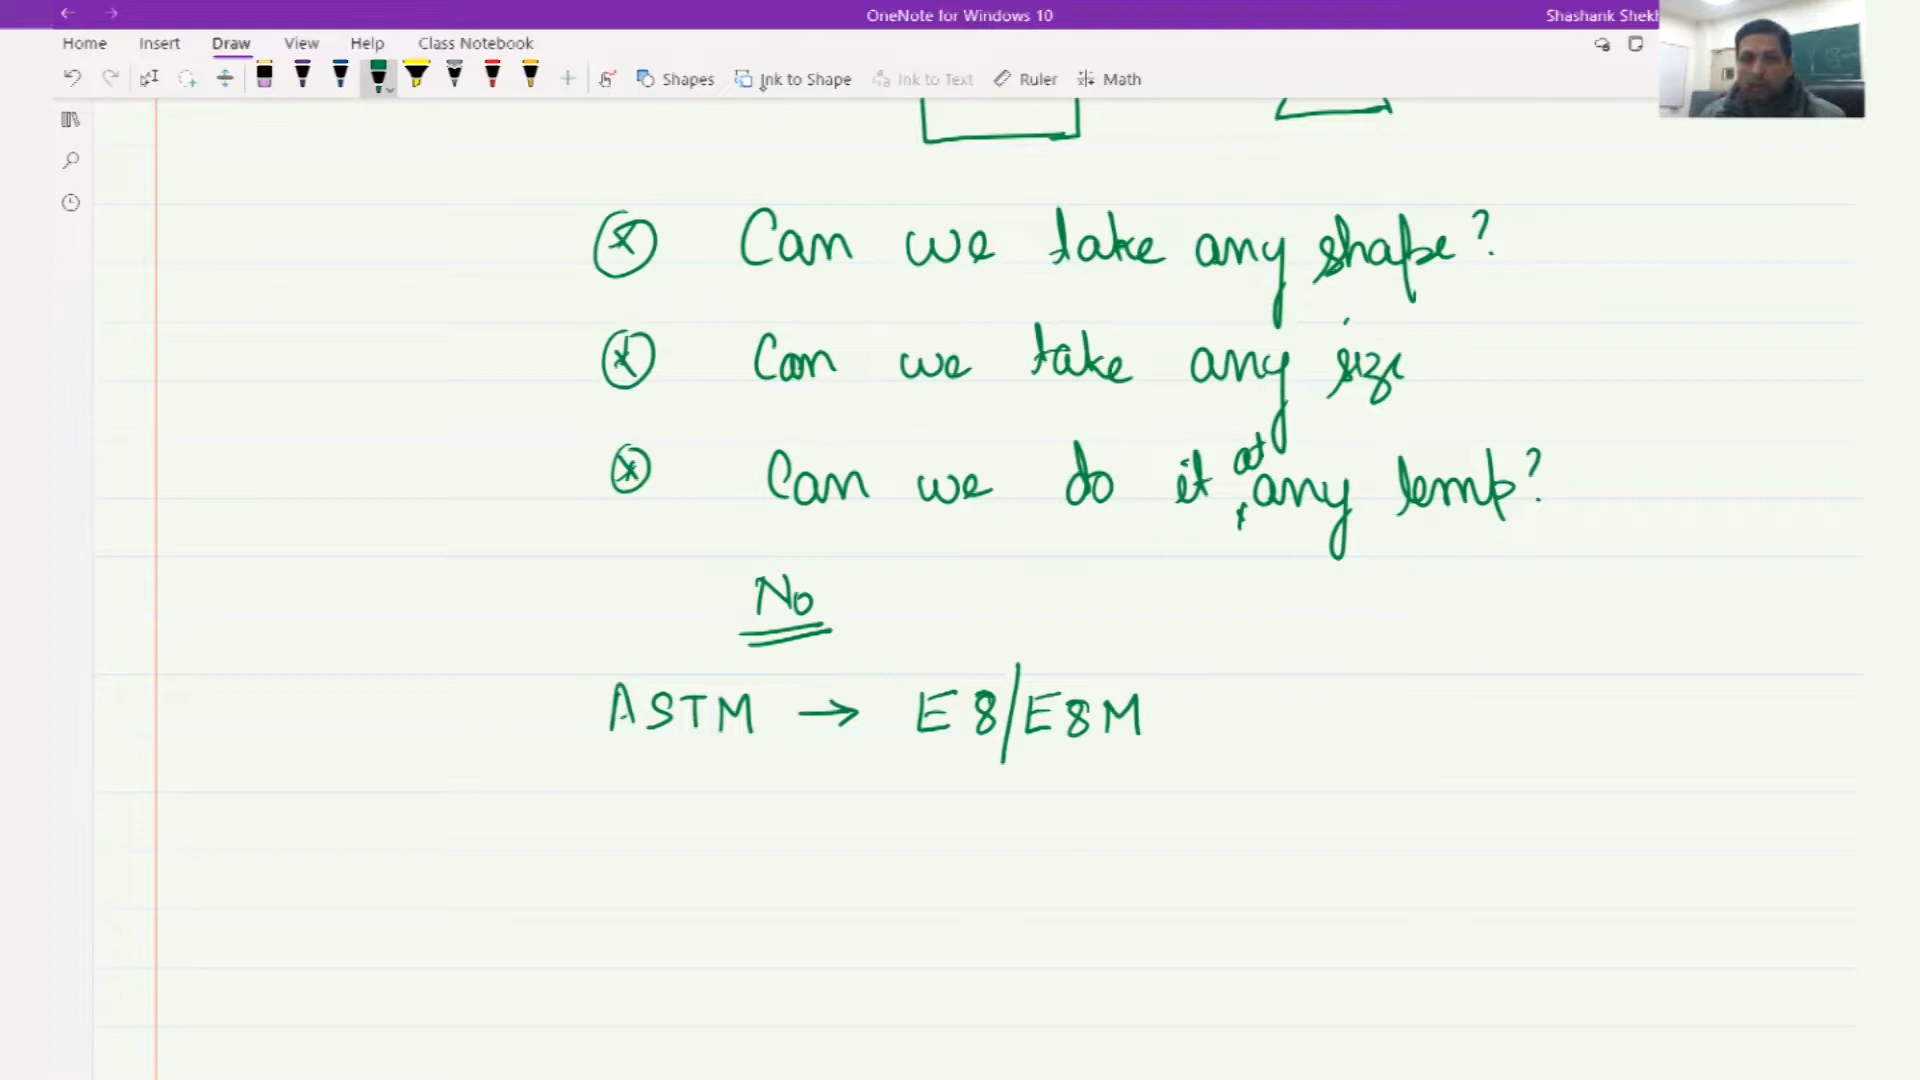 OneNote for Windows 10
Shashank Shekh
Home Insert Draw View Help Class Notebook
Shapes Ink to Shape Ink to Text Ruler Math
Can we take any shape?
Can we take any size
Can we do it at any temp?
No
ASTM → E8/E8M